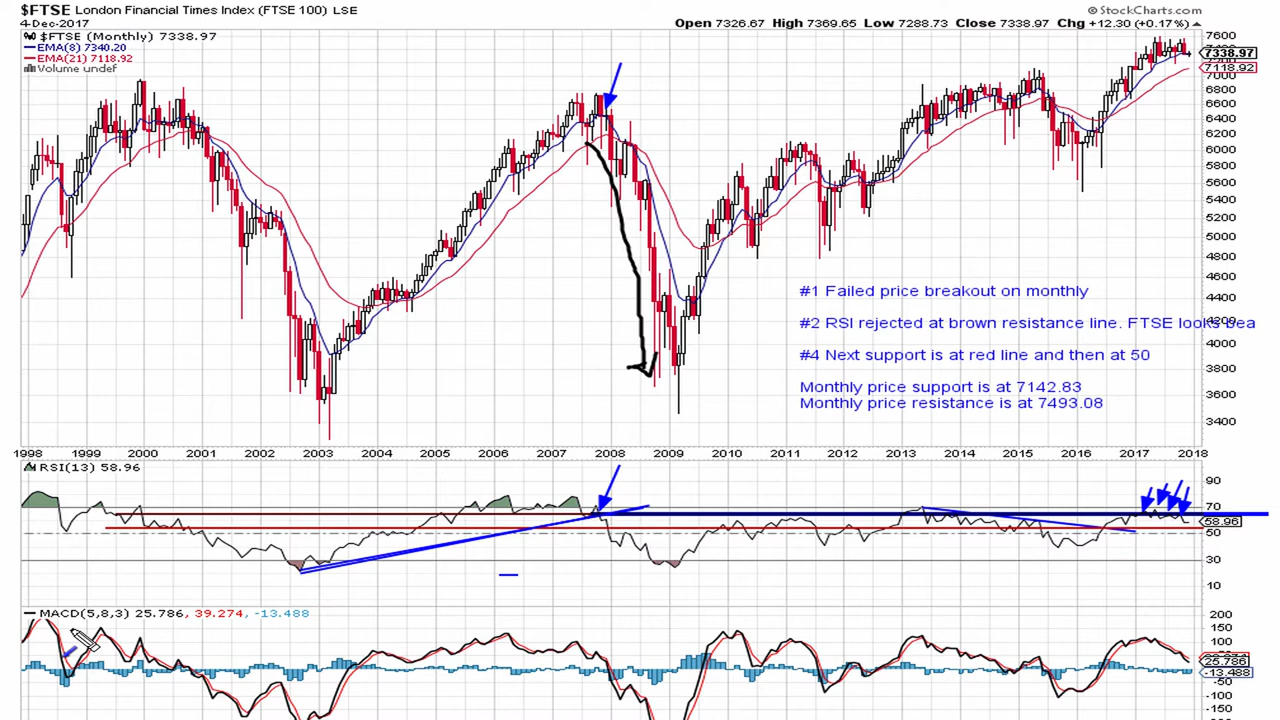 $FTSE London Financial Times Index (FTSE 100) LSE
© StockCharts.com
4-Dec-2017
Open 7326.67 High 7369.65 Low 7288.73 Close 7338.97 Chg +12.30 (+0.17%)
$FTSE (Monthly) 7338.97
EMA(8) 7340.20
EMA(21) 7118.92
Volume undef
7600
7338.97
7118.92
7000
6800
6600
6400
6200
6000
5800
5600
5400
5200
5000
4800
4600
4400
4200
4000
3800
3600
3400
#1 Failed price breakout on monthly
#2 RSI rejected at brown resistance line. FTSE looks bea
#4 Next support is at red line and then at 50
Monthly price support is at 7142.83
Monthly price resistance is at 7493.08
1998 1999 2000 2001 2002 2003 2004 2005 2006 2007 2008 2009 2010 2011 2012 2013 2014 2015 2016 2017 2018
RSI(13) 58.96
90
70
58.96
50
30
10
MACD(5,8,3) 25.786, 39.274, -13.488
200
150
100
25.786
-13.488
-50
-100
-150